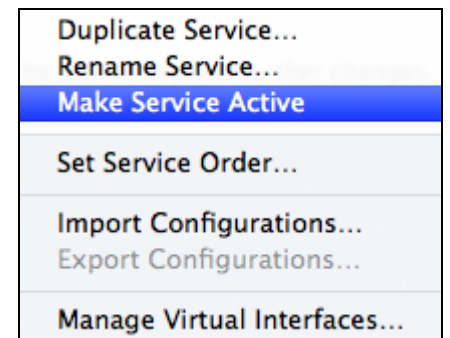 Duplicate Service...
Rename Service...
Make Service Active
Set Service Order...
Import Configurations...
Export Configurations...
Manage Virtual Interfaces...